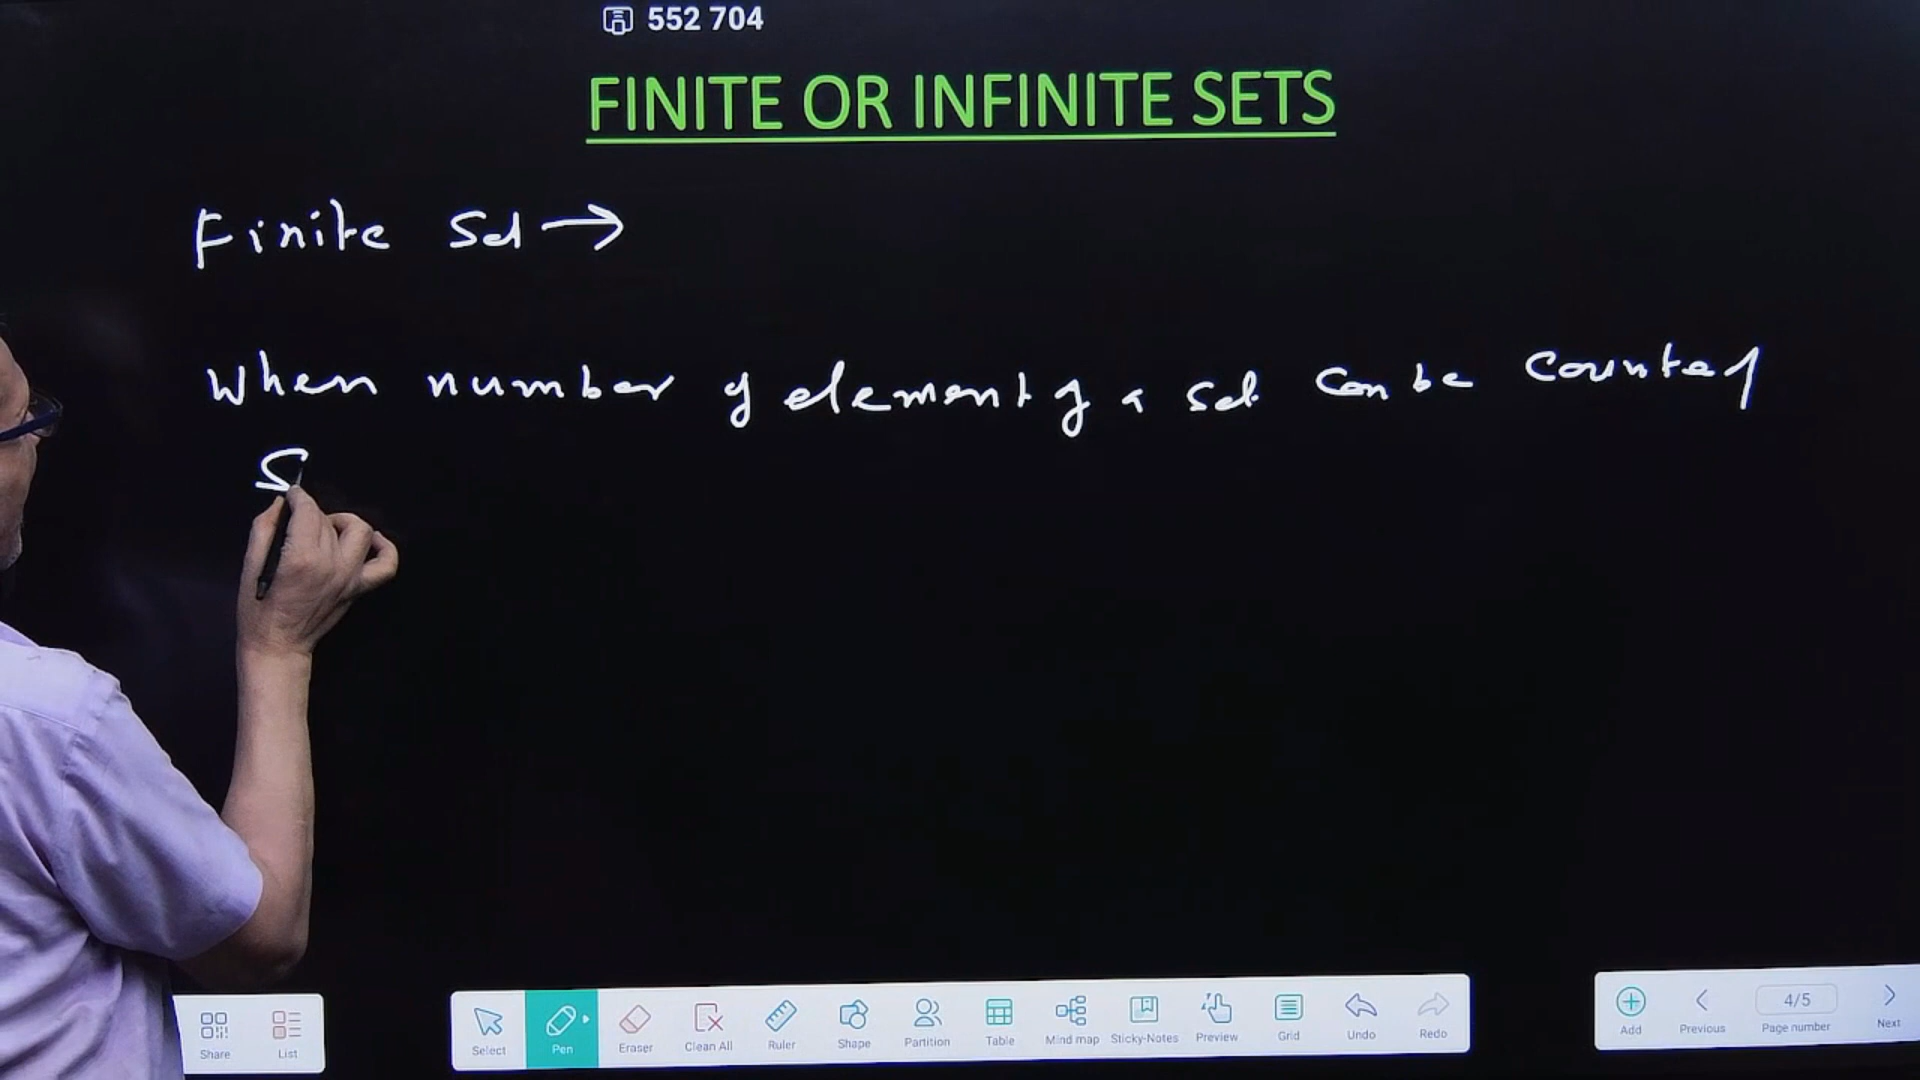 552 704
FINITE OR INFINITE SETS
Finite Set →
When number of element of a set can be counted
S
Share List Select Pen Eraser Clean All Ruler Shape Partition Table Mind map Sticky-Notes Preview Grid Undo Redo Add Previous 4/5 Page number Next